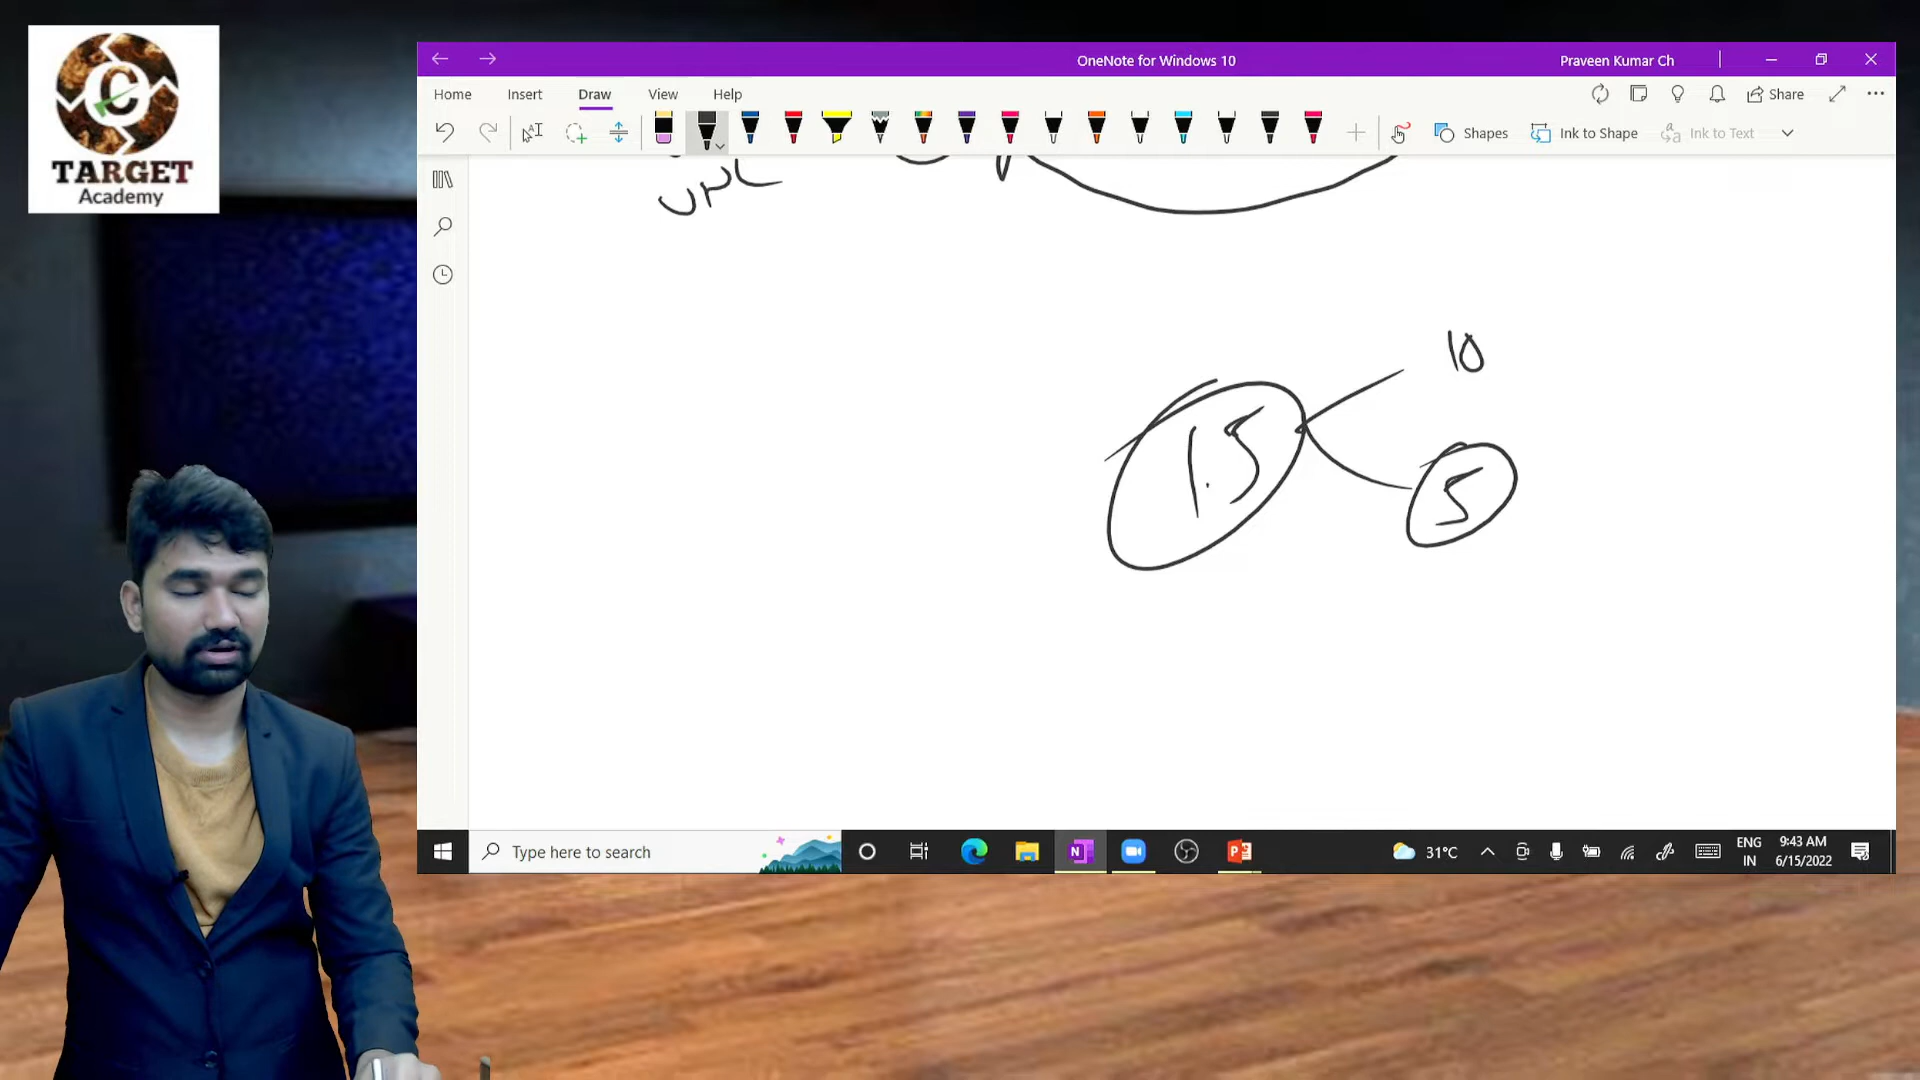 C
TARGET
Academy
OneNote for Windows 10
Praveen Kumar Ch
Home Insert Draw View Help
Share
Shapes Ink to Shape Ink to Text
10
1.5
5
Type here to search
31°C
ENG
IN
9:43 AM
6/15/2022